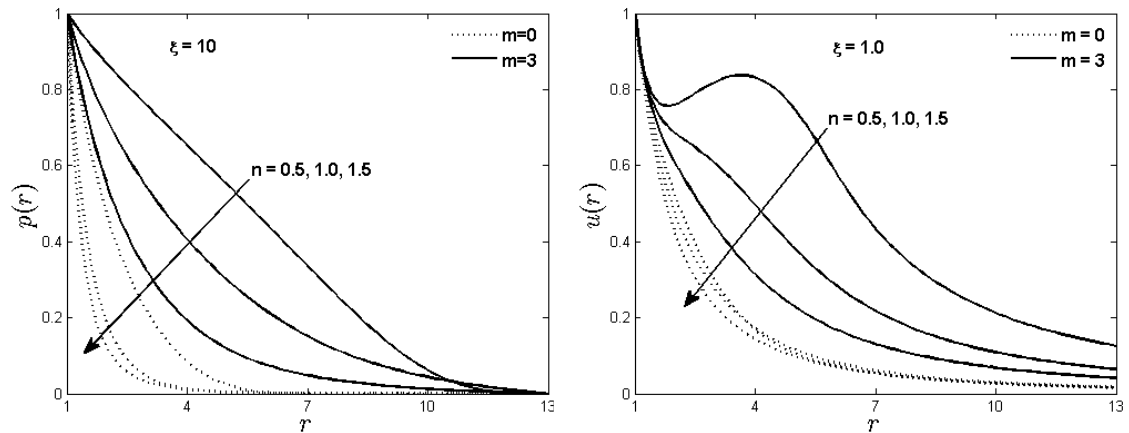 1
0.8
0.6
0.4
0.2
0
p(r)
ξ = 10
m=0
m=3
n = 0.5, 1.0, 1.5
1 4 7 10 13
r
1
0.8
0.6
0.4
0.2
0
u(r)
ξ = 1.0
m = 0
m = 3
n = 0.5, 1.0, 1.5
1 4 7 10 13
r